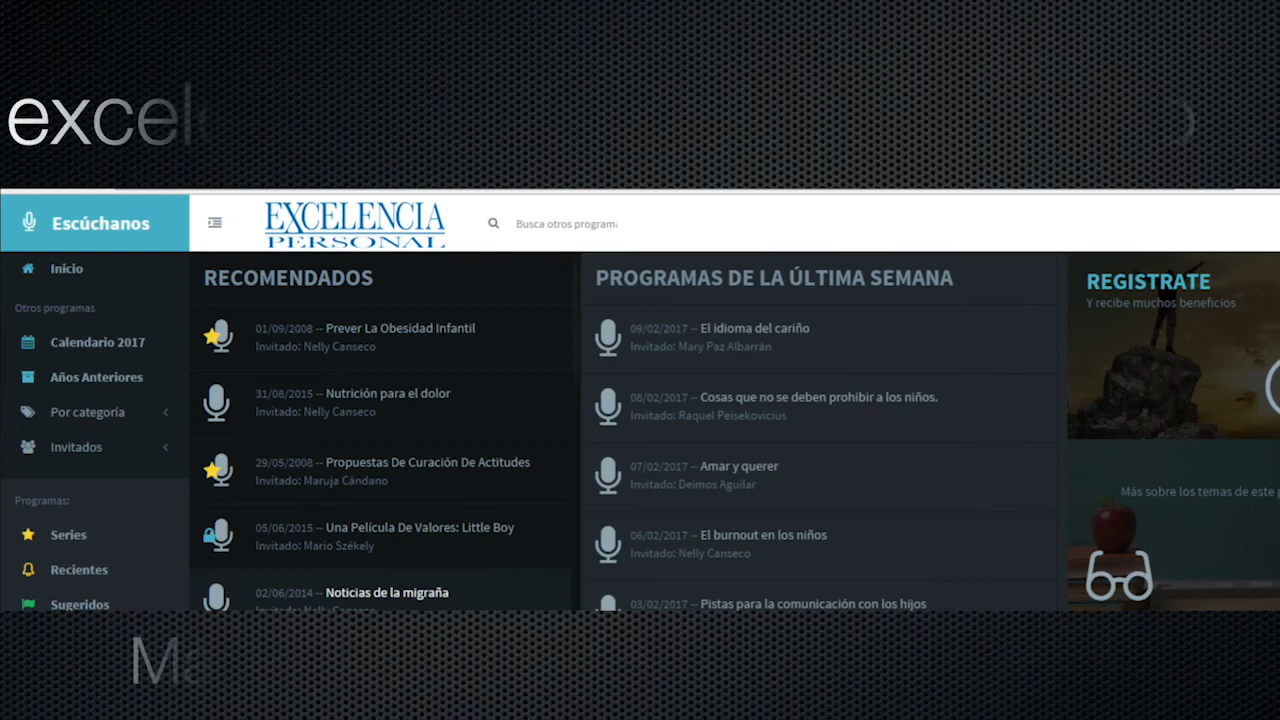 excel
Escúchanos
EXCELENCIA
PERSONAL
Busca otros programa
Inicio
Otros programas
Calendario 2017
Años Anteriores
Por categoría
Invitados
Programas:
Series
Recientes
Sugeridos
RECOMENDADOS
01/09/2008 -- Prever La Obesidad Infantil
Invitado: Nelly Canseco
31/08/2015 -- Nutrición para el dolor
Invitado: Nelly Canseco
29/05/2008 -- Propuestas De Curación De Actitudes
Invitado: Maruja Cándano
05/06/2015 -- Una Película De Valores: Little Boy
Invitado: Mario Székely
02/06/2014 -- Noticias de la migraña
Invitado: Nelly Canseco
PROGRAMAS DE LA ÚLTIMA SEMANA
09/02/2017 -- El idioma del cariño
Invitado: Mary Paz Albarrán
08/02/2017 -- Cosas que no se deben prohibir a los niños.
Invitado: Raquel Peisekovicius
07/02/2017 -- Amar y querer
Invitado: Deimos Aguilar
06/02/2017 -- El burnout en los niños
Invitado: Nelly Canseco
03/02/2017 -- Pistas para la comunicación con los hijos
REGISTRATE
Y recibe muchos beneficios
Más sobre los temas de este
Ma